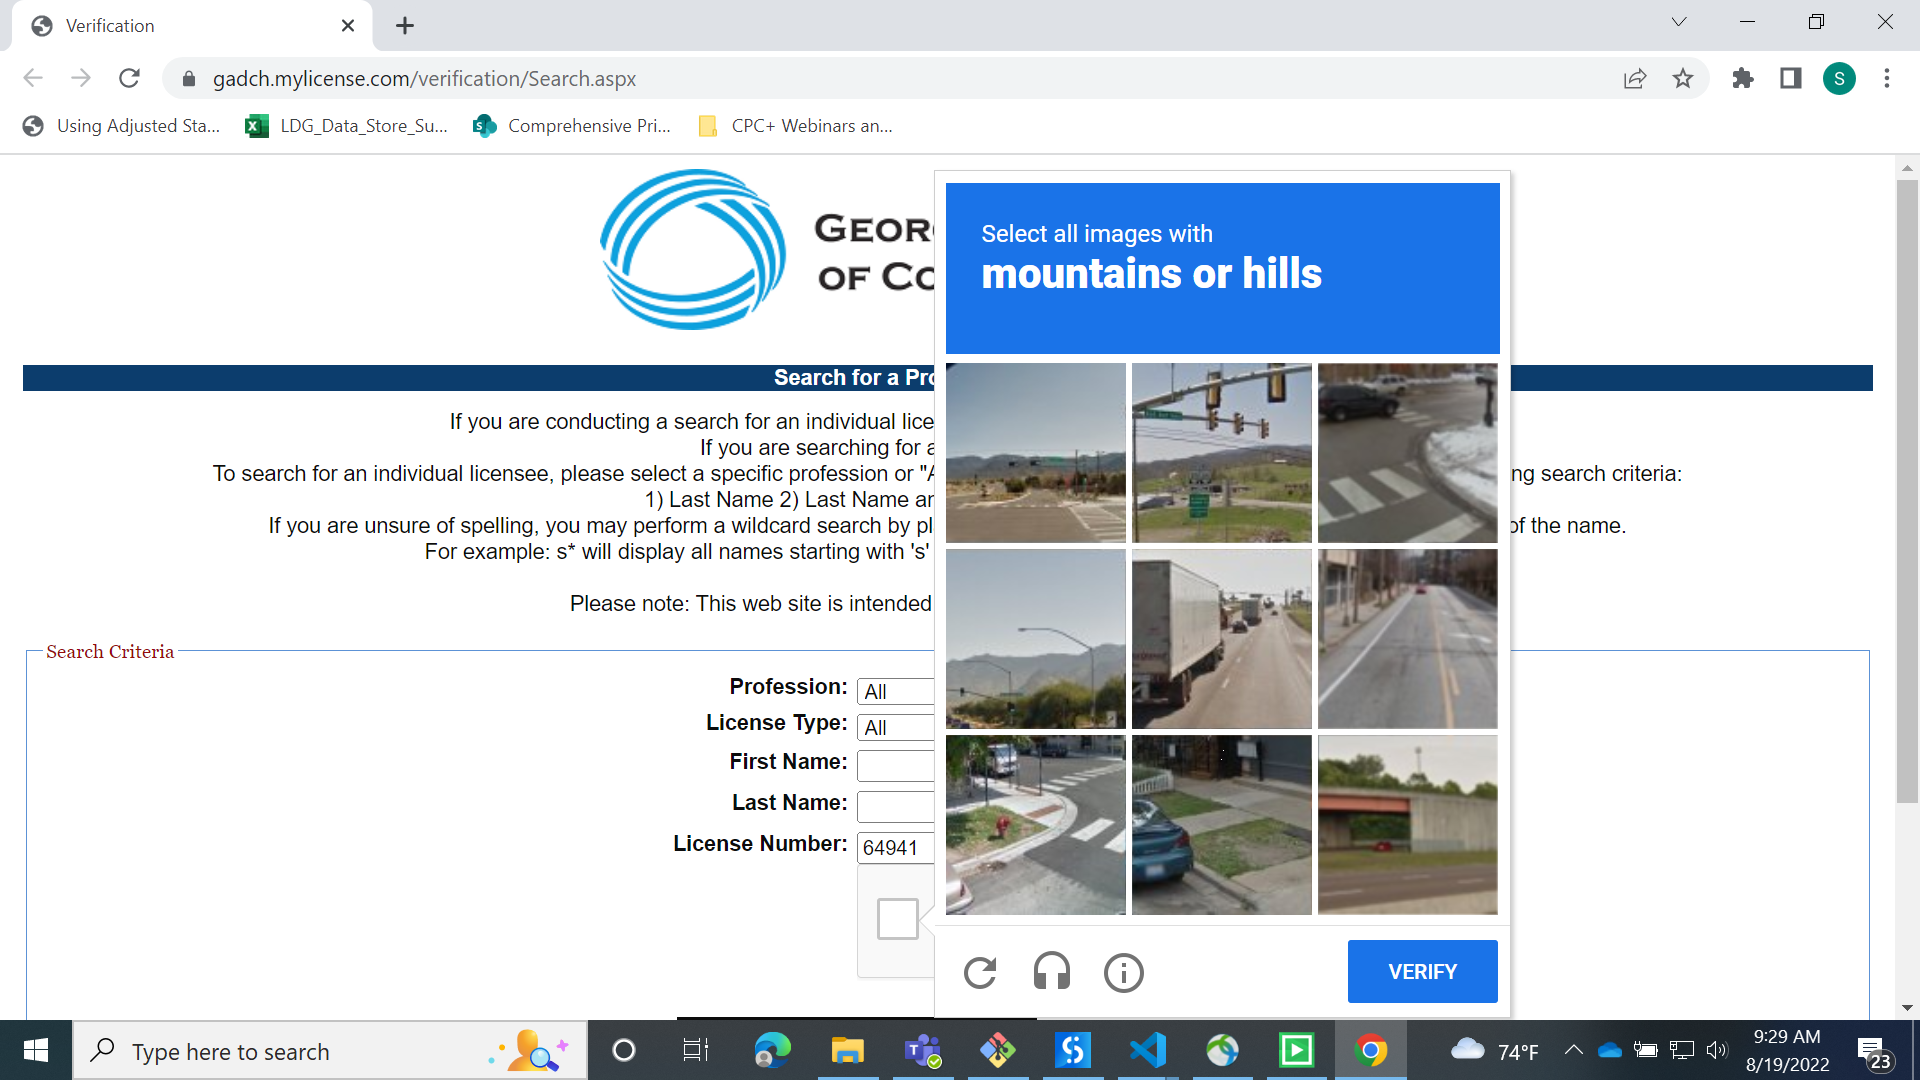 Verification
gadch.mylicense.com/verification/Search.aspx
S
Using Adjusted Sta...
LDG_Data_Store_Su...
Comprehensive Pri...
CPC+ Webinars an...
GEOR
OF CO
Select all images with
mountains or hills
Search for a Pro
If you are conducting a search for an individual lice
If you are searching for a
To search for an individual licensee, please select a specific profession or "A
ng search criteria:
1) Last Name 2) Last Name an
If you are unsure of spelling, you may perform a wildcard search by pl
of the name.
For example: s* will display all names starting with 's'
Please note: This web site is intended
Search Criteria
Profession:
All
License Type:
All
First Name:
Last Name:
License Number:
64941
VERIFY
Type here to search
74°F
9:29 AM
8/19/2022
23